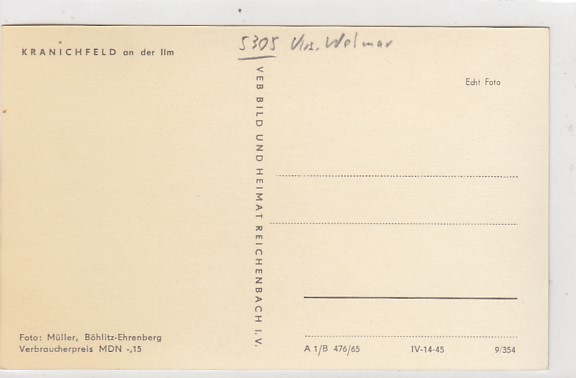 KRANICHFELD an der Ilm
5305 Krs. Weimar
Echt Foto
VEB BILD UND HEIMAT REICHENBACH I. V.
Foto: Müller, Böhlitz-Ehrenberg
Verbraucherpreis MDN -,15
A 1/B 476/65 IV-14-45 9/354